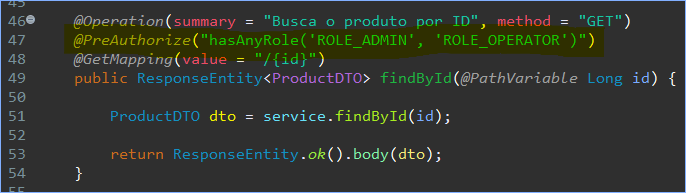 45
46 @Operation(summary = "Busca o produto por ID", method = "GET")
47 @PreAuthorize("hasAnyRole('ROLE_ADMIN', 'ROLE_OPERATOR')")
48 @GetMapping(value = "/{id}")
49 public ResponseEntity<ProductDTO> findById(@PathVariable Long id) {
50
51 ProductDTO dto = service.findById(id);
52
53 return ResponseEntity.ok().body(dto);
54 }
55